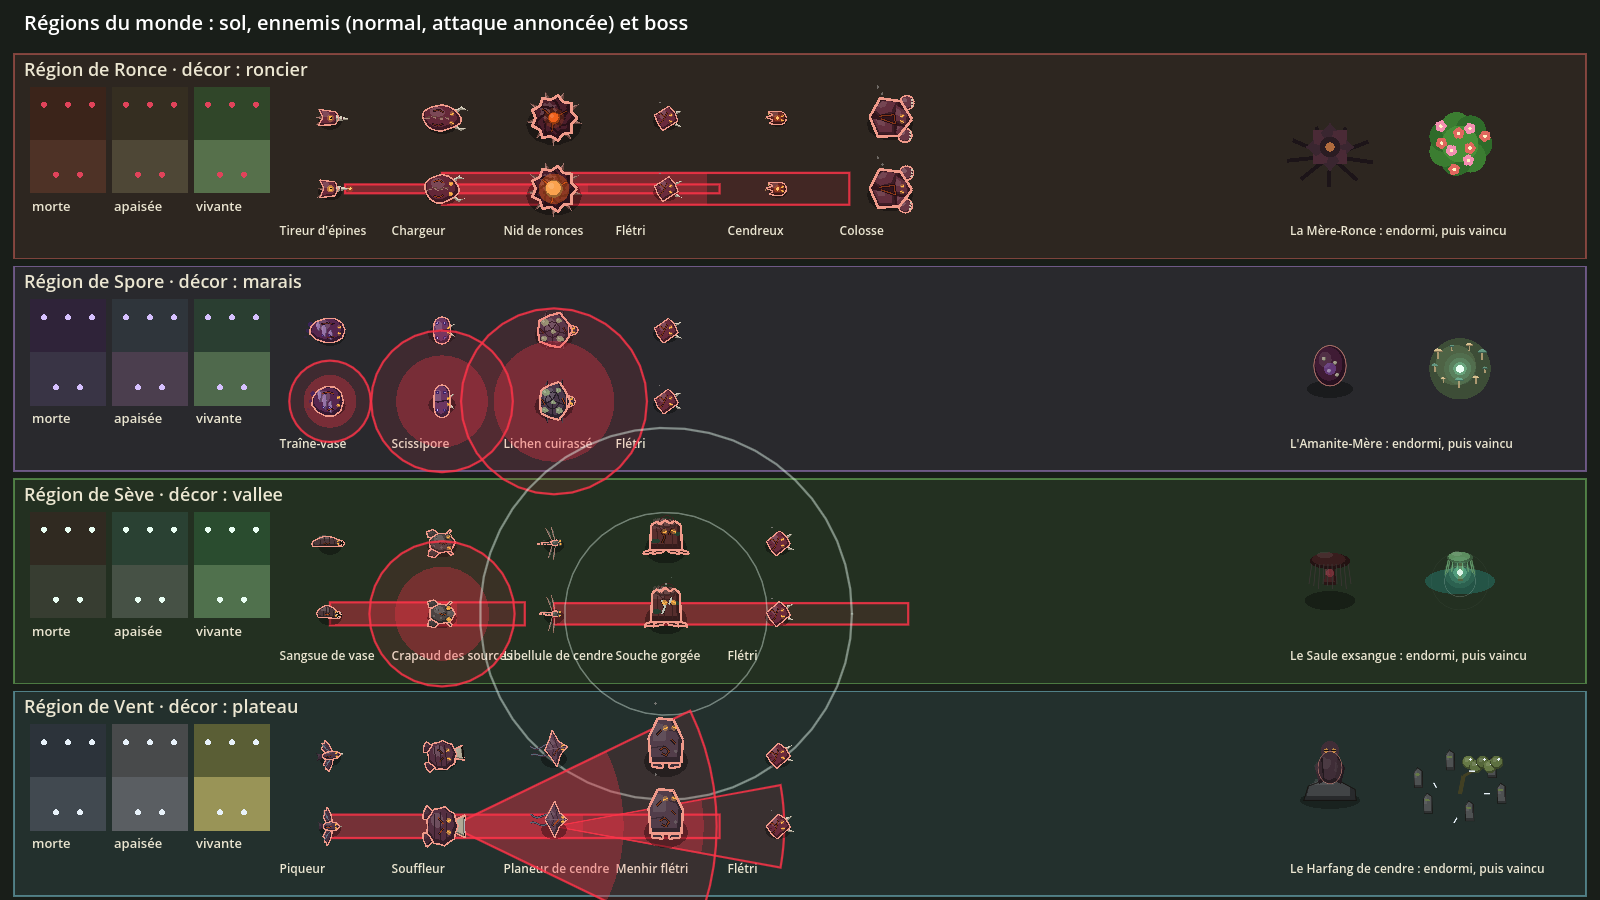 Régions du monde : sol, ennemis (normal, attaque annoncée) et boss
Région de Ronce · décor : roncier
morte apaisée vivante
Tireur d'épines Chargeur Nid de ronces Flétri Cendreux Colosse La Mère-Ronce : endormi, puis vaincu
Région de Spore · décor : marais
morte apaisée vivante
Traîne-vase Scissipore Lichen cuirassé Flétri L'Amanite-Mère : endormi, puis vaincu
Région de Sève · décor : vallee
morte apaisée vivante
Sangsue de vase Crapaud des sources Libellule de cendre Souche gorgée Flétri Le Saule exsangue : endormi, puis vaincu
Région de Vent · décor : plateau
morte apaisée vivante
Piqueur Souffleur Planeur de cendre Menhir flétri Flétri Le Harfang de cendre : endormi, puis vaincu